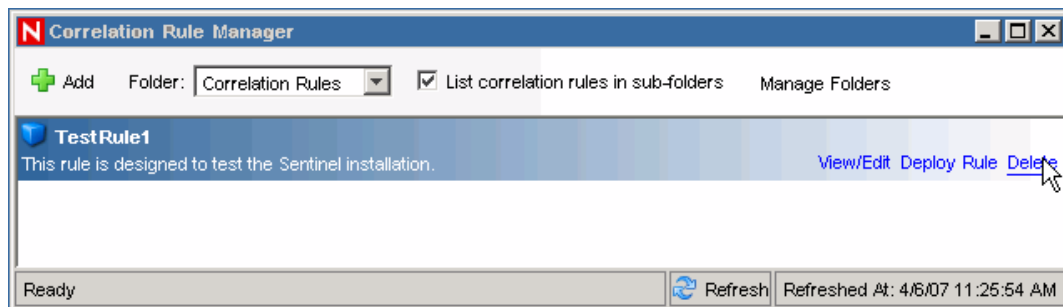 N Correlation Rule Manager
Add Folder: Correlation Rules List correlation rules in sub-folders Manage Folders
TestRule1
This rule is designed to test the Sentinel installation. View/Edit Deploy Rule Delete
Ready Refresh Refreshed At: 4/6/07 11:25:54 AM